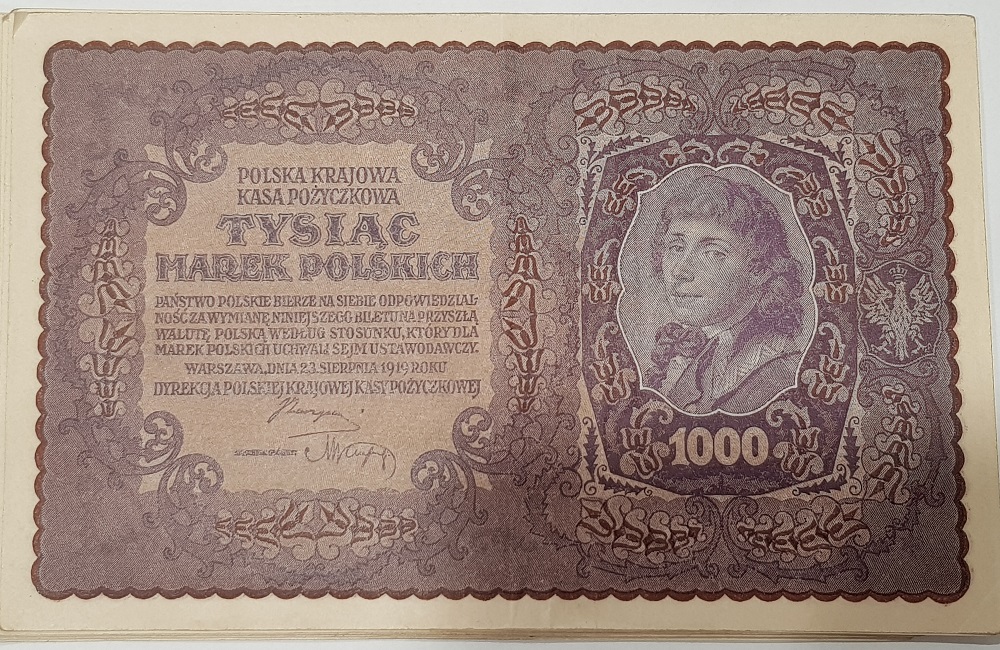 POLSKA KRAJOWA
KASA POŻYCZKOWA
TYSIĄC
MAREK POLSKICH
PAŃSTWO POLSKIE BIERZE NA SIEBIE ODPOWIEDZIAL-
NOŚĆ ZA WYMIANĘ NINIEJSZEGO BILETU NA PRZYSZŁĄ
WALUTĘ POLSKĄ WEDŁUG STOSUNKU, KTÓRY DLA
MAREK POLSKICH UCHWALI SEJM USTAWODAWCZY.
WARSZAWA, DNIA 23 SIERPNIA 1919 ROKU
DYREKCJA POLSKIEJ KRAJOWEJ KASY POŻYCZKOWEJ
1000